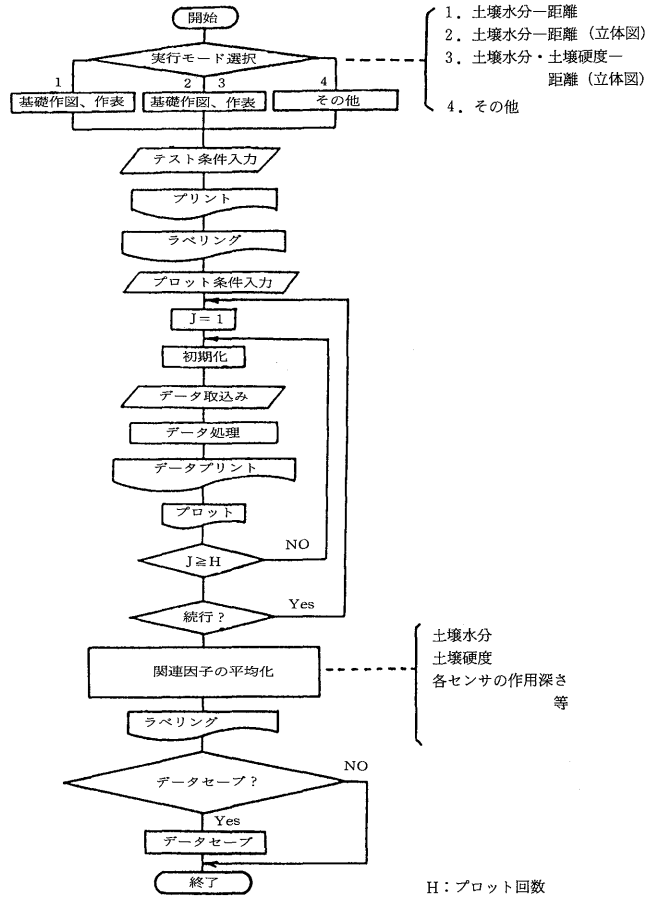 開始
1．土壌水分―距離
2．土壌水分―距離（立体図）
3．土壌水分・土壌硬度―
距離（立体図）
4．その他
実行モード選択
1
2 3
4
基礎作図、作表
基礎作図、作表
その他
テスト条件入力
プリント
ラベリング
プロット条件入力
J＝1
初期化
データ取込み
データ処理
データプリント
プロット
J≧H
NO
続行？
Yes
関連因子の平均化
土壌水分
土壌硬度
各センサの作用深さ
等
ラベリング
データセーブ？
NO
Yes
データセーブ
終了
H：プロット回数